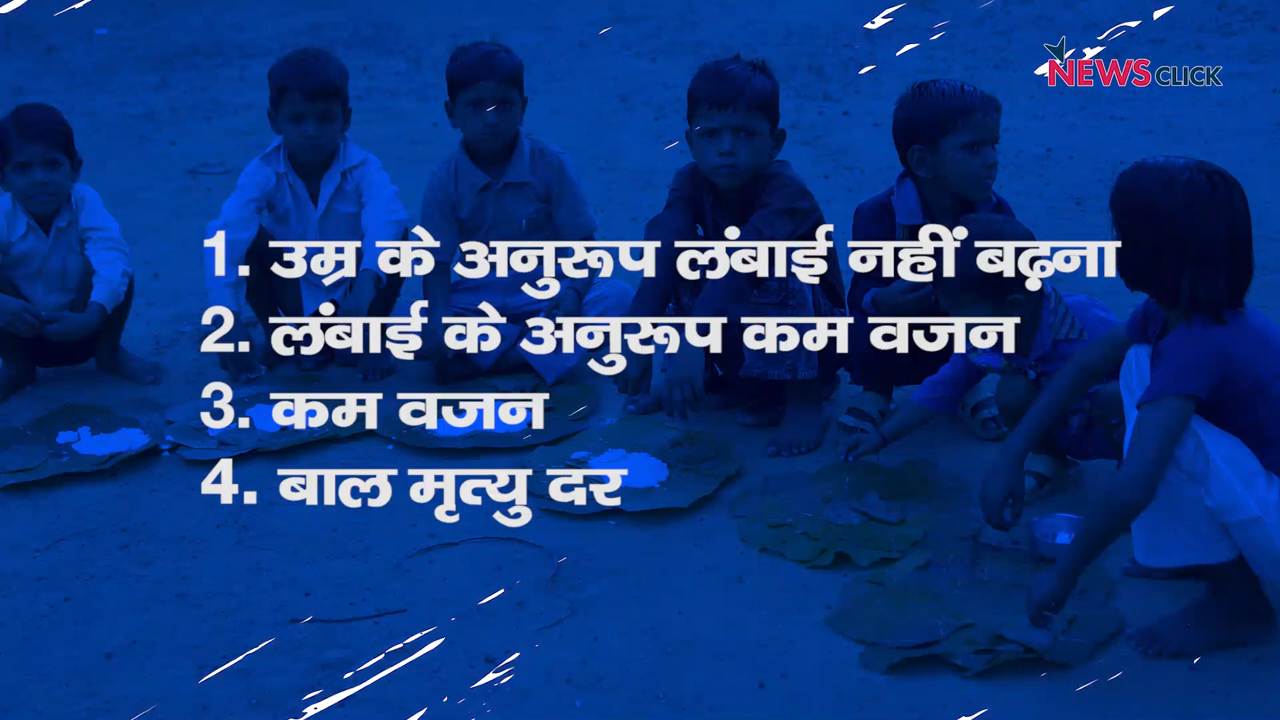 NEWSCLICK
1. उम्र के अनुरूप लंबाई नहीं बढ़ना
2. लंबाई के अनुरूप कम वजन
3. कम वजन
4. बाल मृत्यु दर